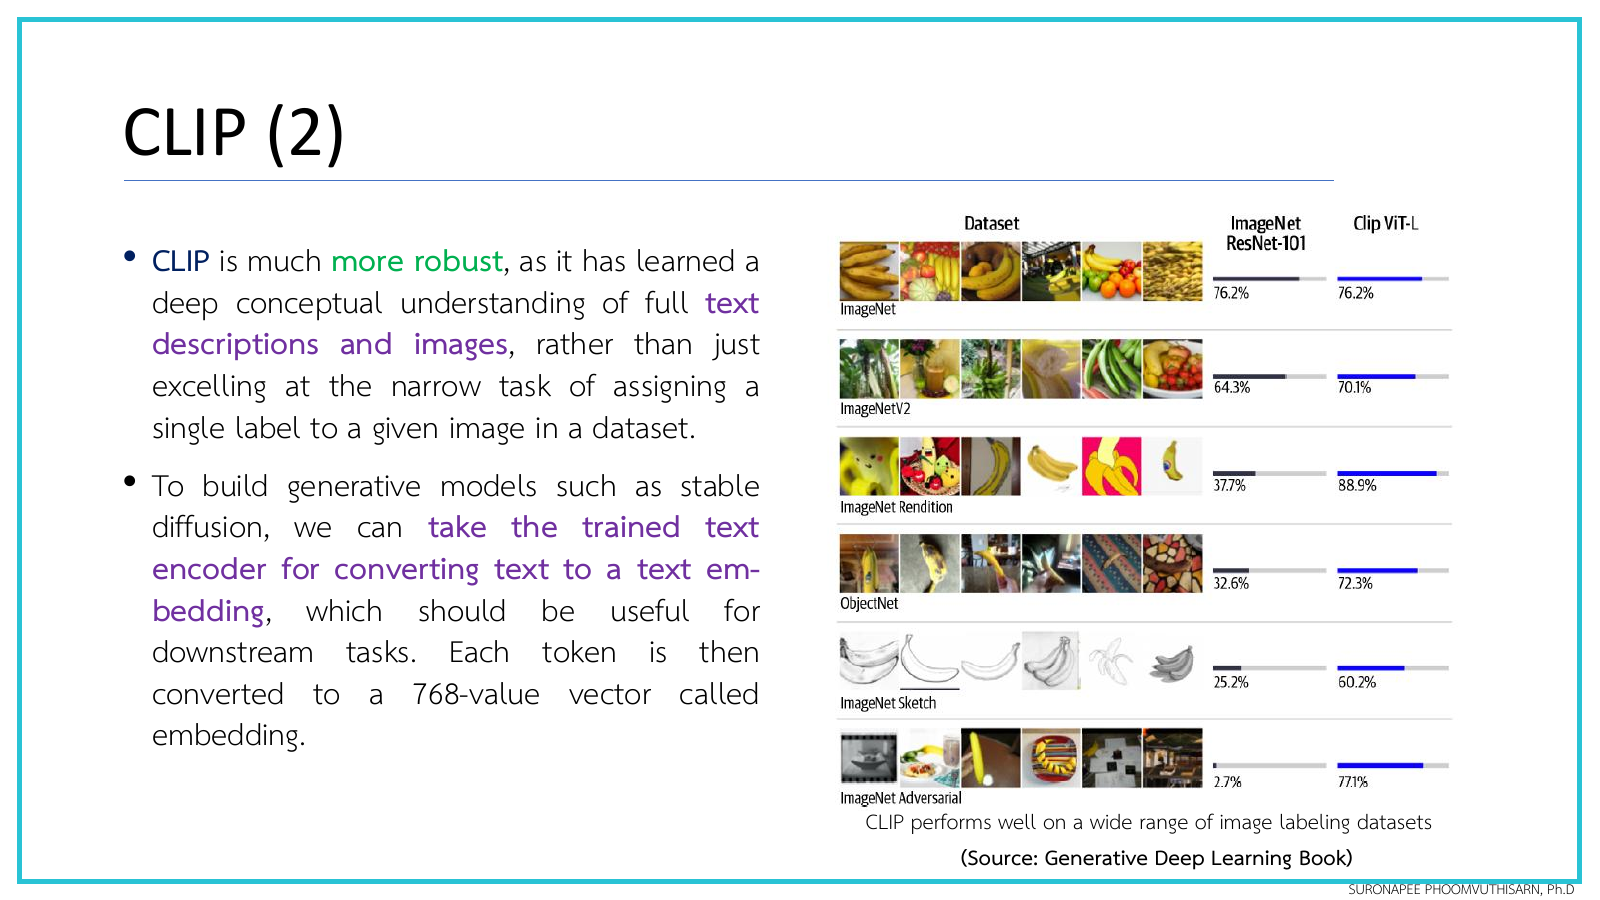 CLIP (2)
• CLIP is much more robust, as it has learned a
deep conceptual understanding of full text
descriptions and images, rather than just
excelling at the narrow task of assigning a
single label to a given image in a dataset.
• To build generative models such as stable
diffusion, we can take the trained text
encoder for converting text to a text em-
bedding, which should be useful for
downstream tasks. Each token is then
converted to a 768-value vector called
embedding.
Dataset
ImageNet
ResNet-101
Clip ViT-L
76.2%
76.2%
ImageNet
64.3%
70.1%
ImageNetV2
37.7%
88.9%
ImageNet Rendition
32.6%
72.3%
ObjectNet
25.2%
60.2%
ImageNet Sketch
2.7%
77.1%
ImageNet Adversarial
CLIP performs well on a wide range of image labeling datasets
(Source: Generative Deep Learning Book)
SURONAPEE PHOOMVUTHISARN, Ph.D